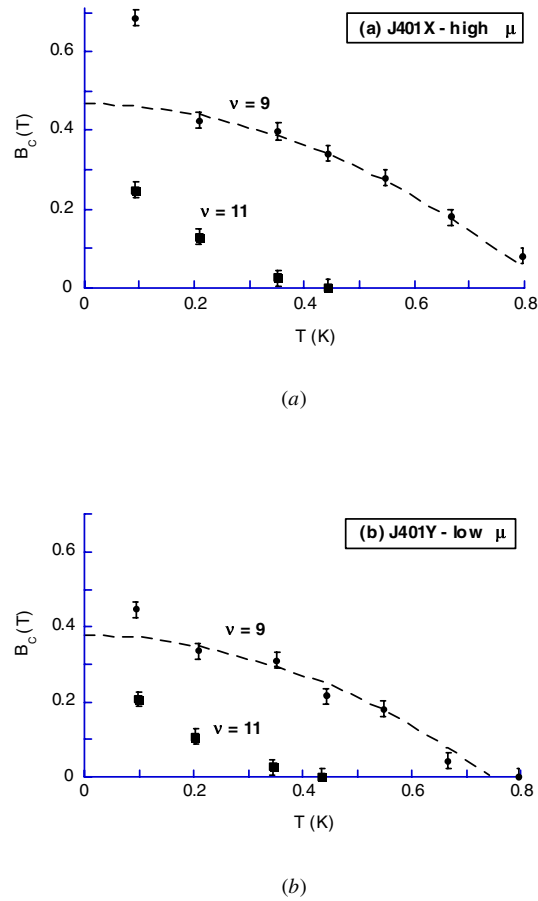 (a) J401X - high μ
0.6
ν = 9
0.4
B_C (T)
ν = 11
0.2
0
0 0.2 0.4 0.6 0.8
T (K)
(a)
(b) J401Y - low μ
0.6
B_C (T)
0.4
ν = 9
0.2
ν = 11
0
0 0.2 0.4 0.6 0.8
T (K)
(b)